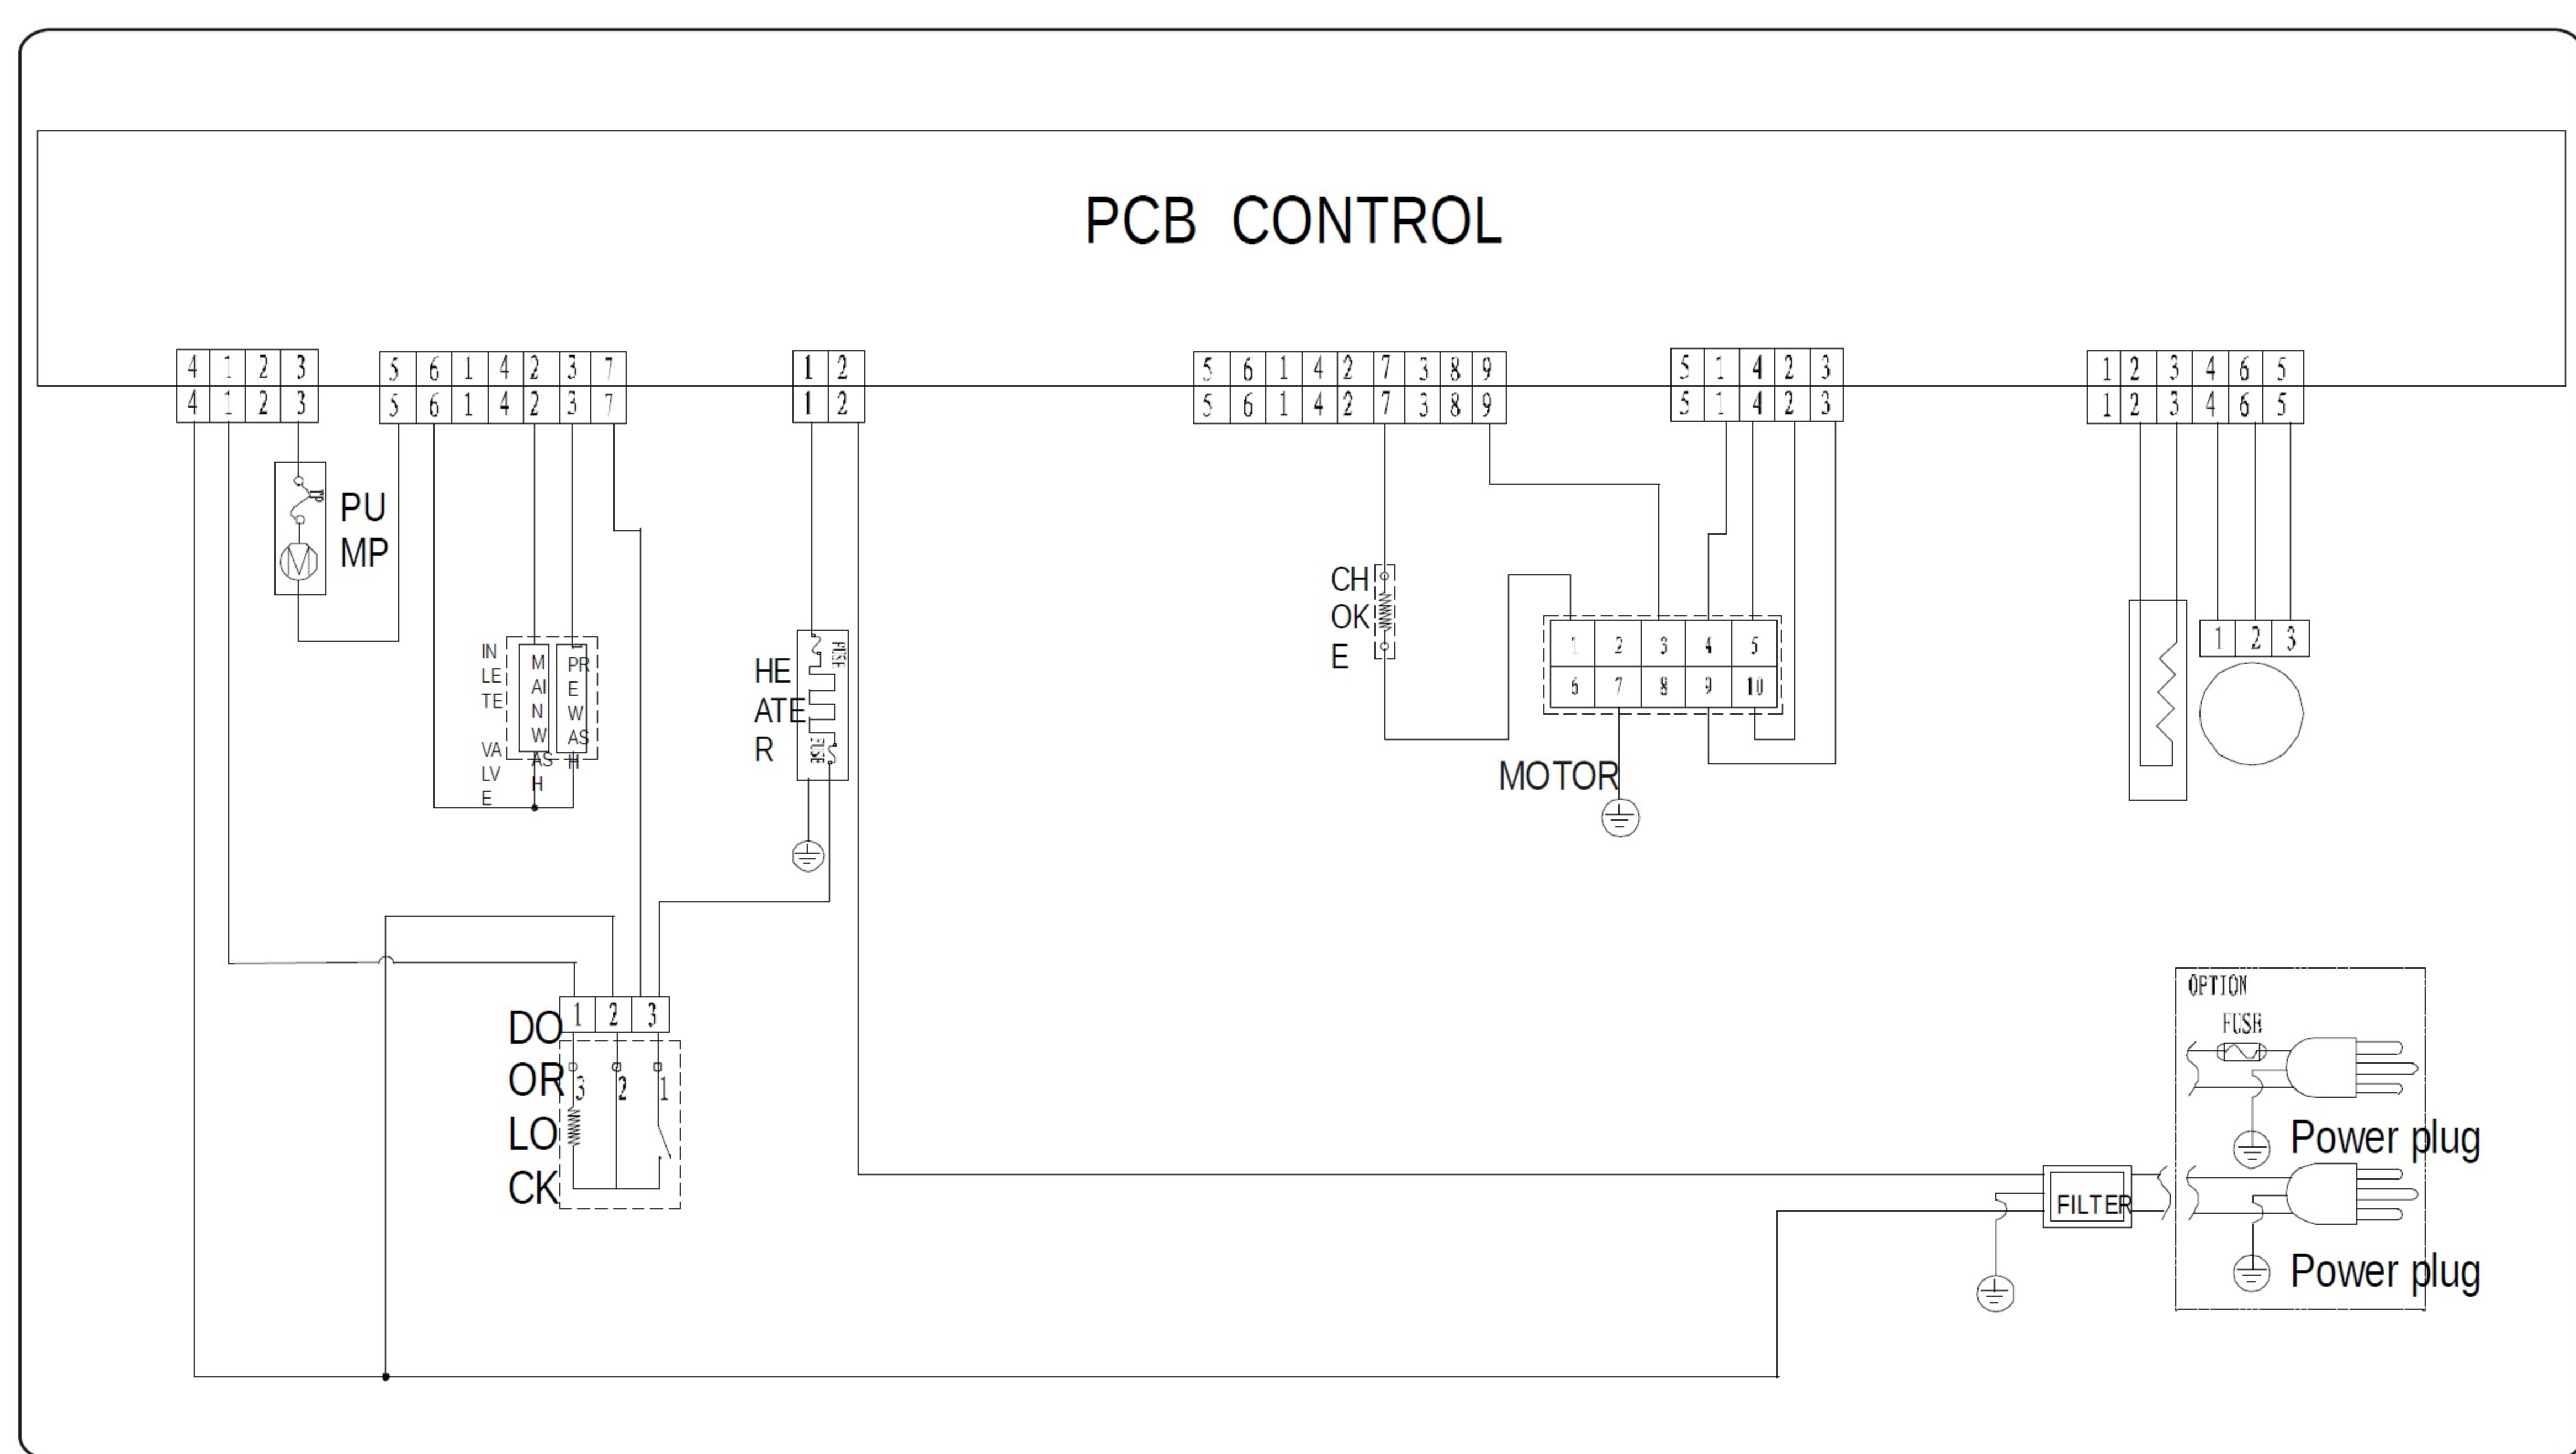 PCB CONTROL
4 1 2 3
4 1 2 3
5 6 1 4 2 3 7
5 6 1 4 2 3 7
1 2
1 2
5 6 1 4 2 7 3 8 9
5 6 1 4 2 7 3 8 9
5 1 4 2 3
5 1 4 2 3
1 2 3 4 6 5
1 2 3 4 6 5
M
PU
MP
IN
LE
TE
VA
LV
E
M
AI
N
W
AS
H
PR
E
W
AS
H
HE
ATE
R
FUSE
FUSE
CH
OK
E
1 2 3 4 5
6 7 8 9 10
MOTOR
1 2 3
1 2 3
DO
OR
LO
CK
3 2 1
FILTER
OPTION
FUSE
Power plug
Power plug